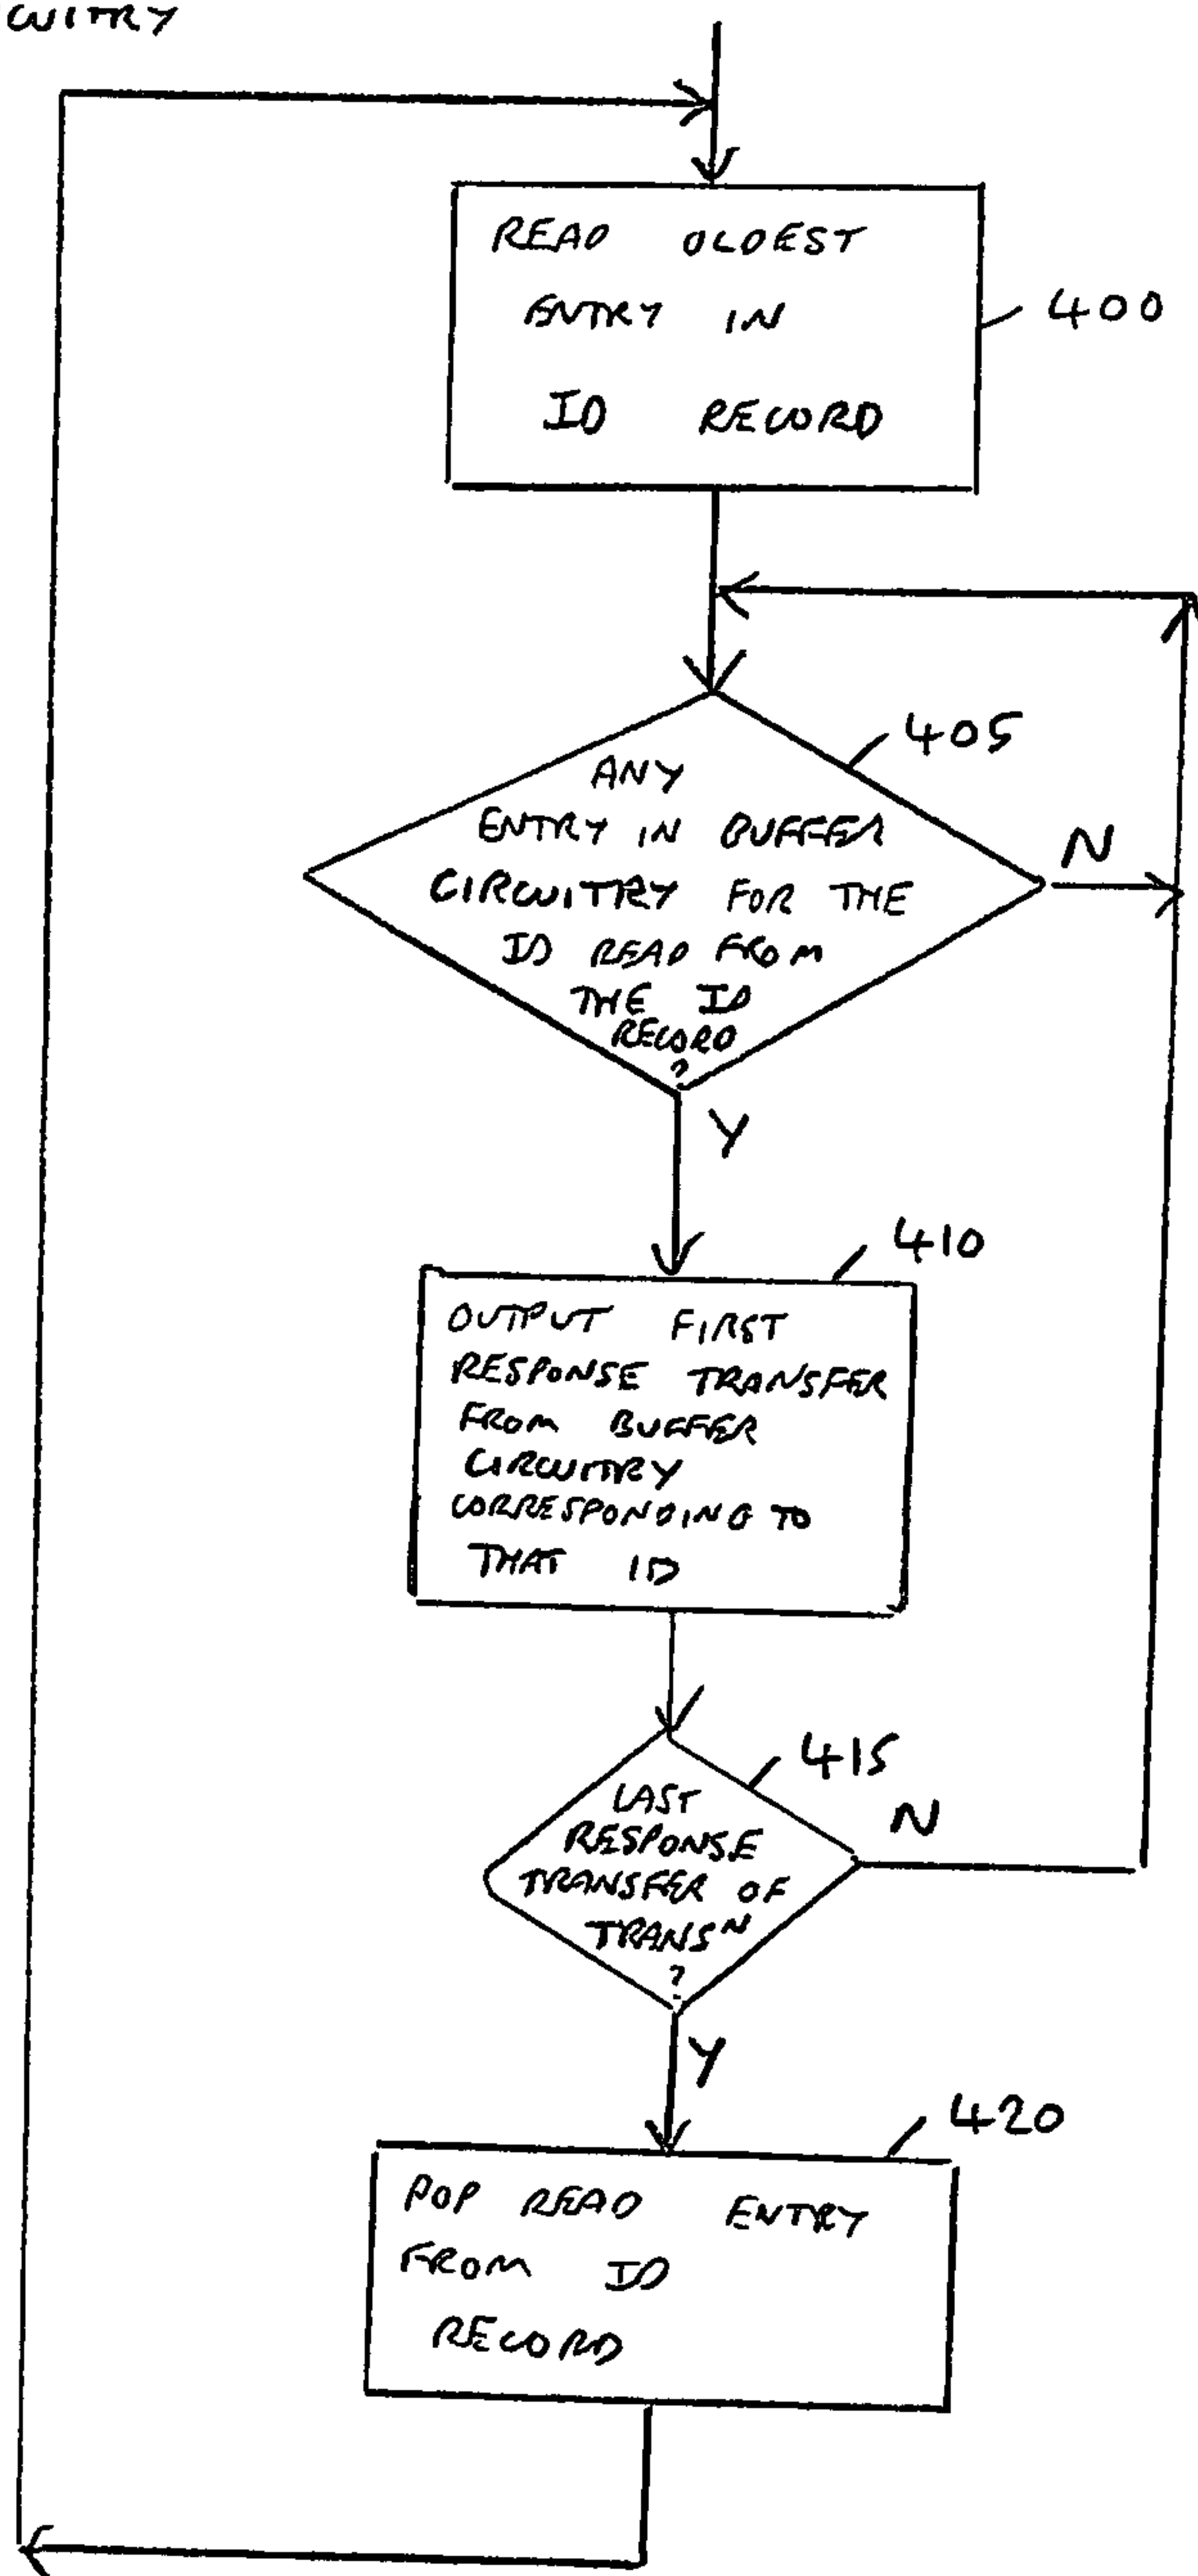 READ OLDEST
ENTRY IN
ID RECORD
400
405
ANY
ENTRY IN BUFFER
CIRCUITRY FOR THE
ID READ FROM
THE ID
RECORD
?
N
Y
410
OUTPUT FIRST
RESPONSE TRANSFER
FROM BUFFER
CIRCUITRY
CORRESPONDING TO
THAT ID
415
LAST
RESPONSE
TRANSFER OF
TRANSᴺ
?
N
Y
420
POP READ ENTRY
FROM ID
RECORD